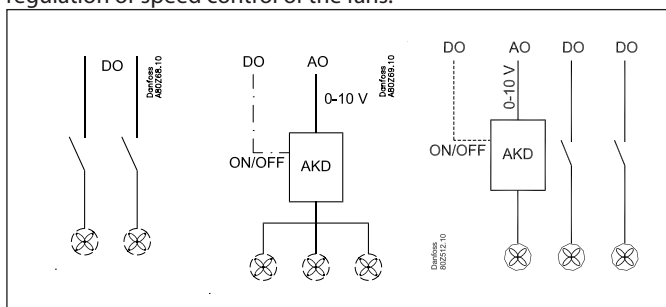 regulation or speed control of the fans.
DO
Danfoss
A80Z68.10
DO AO
0-10 V
Danfoss
A80Z69.10
ON/OFF
AKD
DO AO DO DO
0-10 V
ON/OFF
AKD
Danfoss
80Z512.10